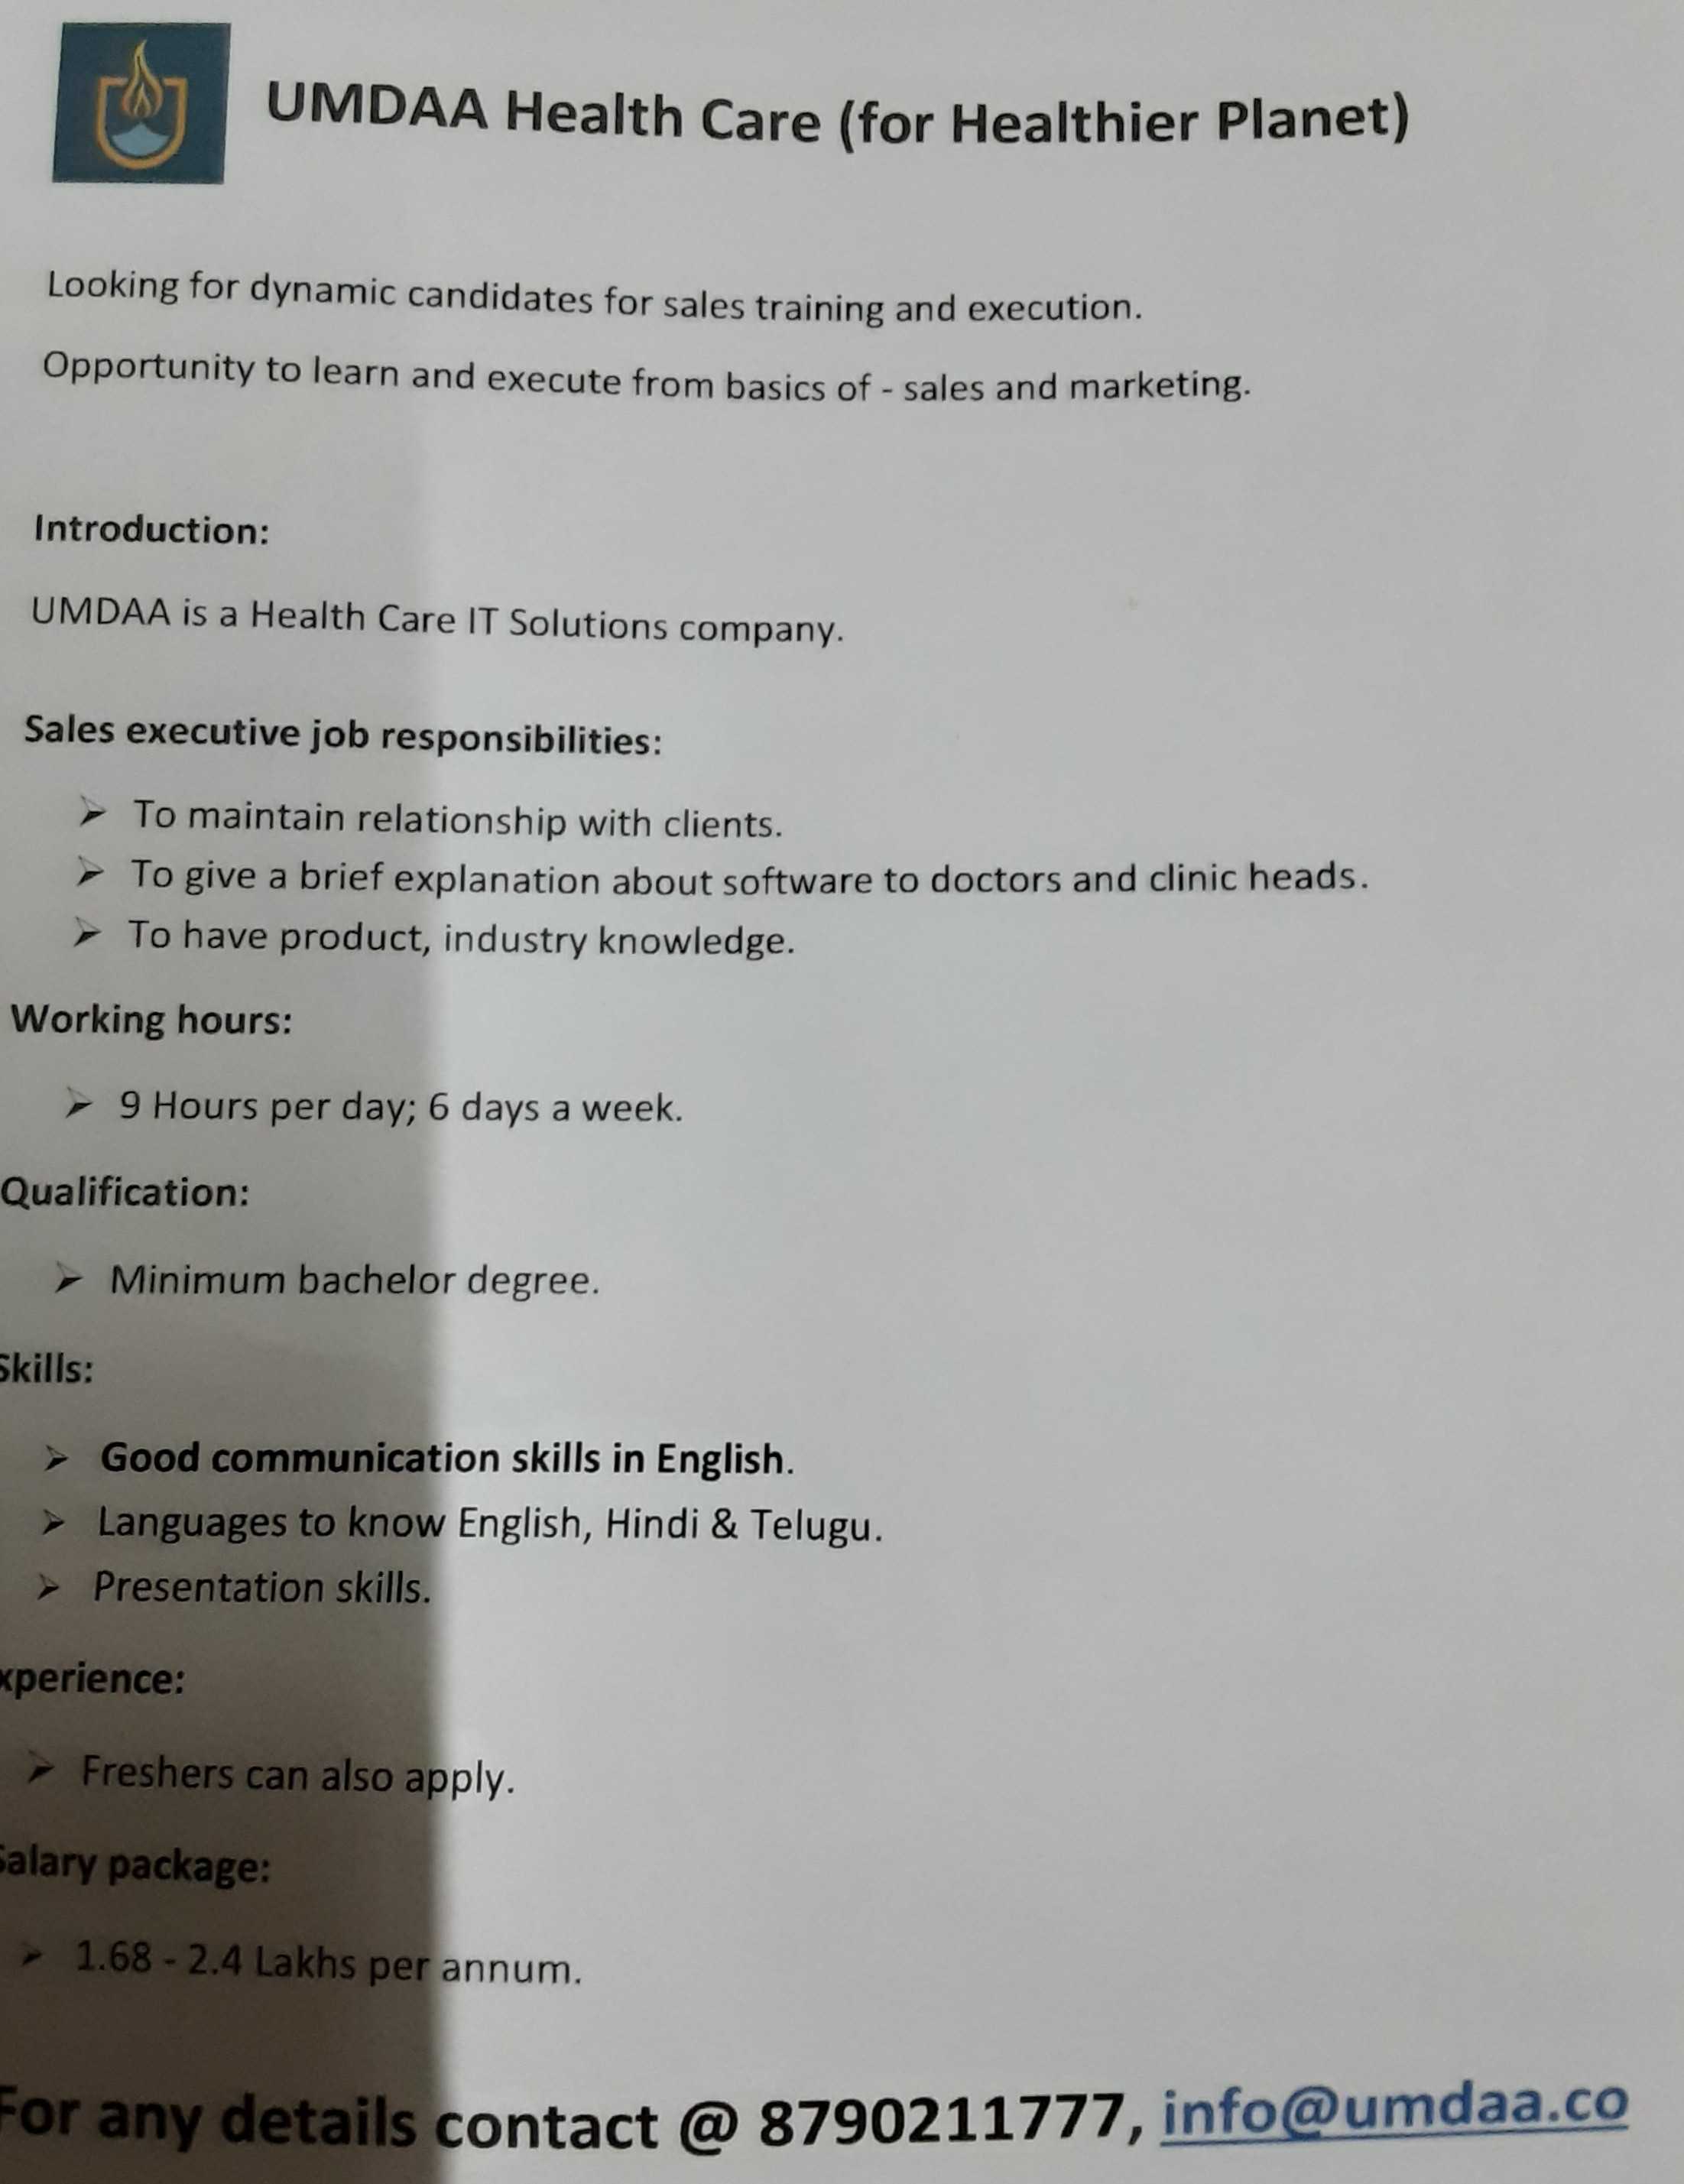 UMDAA Health Care (for Healthier Planet)
Looking for dynamic candidates for sales training and execution.
Opportunity to learn and execute from basics of - sales and marketing.
Introduction:
UMDAA is a Health Care IT Solutions company.
Sales executive job responsibilities:
➢ To maintain relationship with clients.
➢ To give a brief explanation about software to doctors and clinic heads.
➢ To have product, industry knowledge.
Working hours:
➢ 9 Hours per day; 6 days a week.
Qualification:
➢ Minimum bachelor degree.
Skills:
➢ Good communication skills in English.
➢ Languages to know English, Hindi & Telugu.
➢ Presentation skills.
xperience:
➢ Freshers can also apply.
Salary package:
➢ 1.68 - 2.4 Lakhs per annum.
For any details contact @ 8790211777, info@umdaa.co